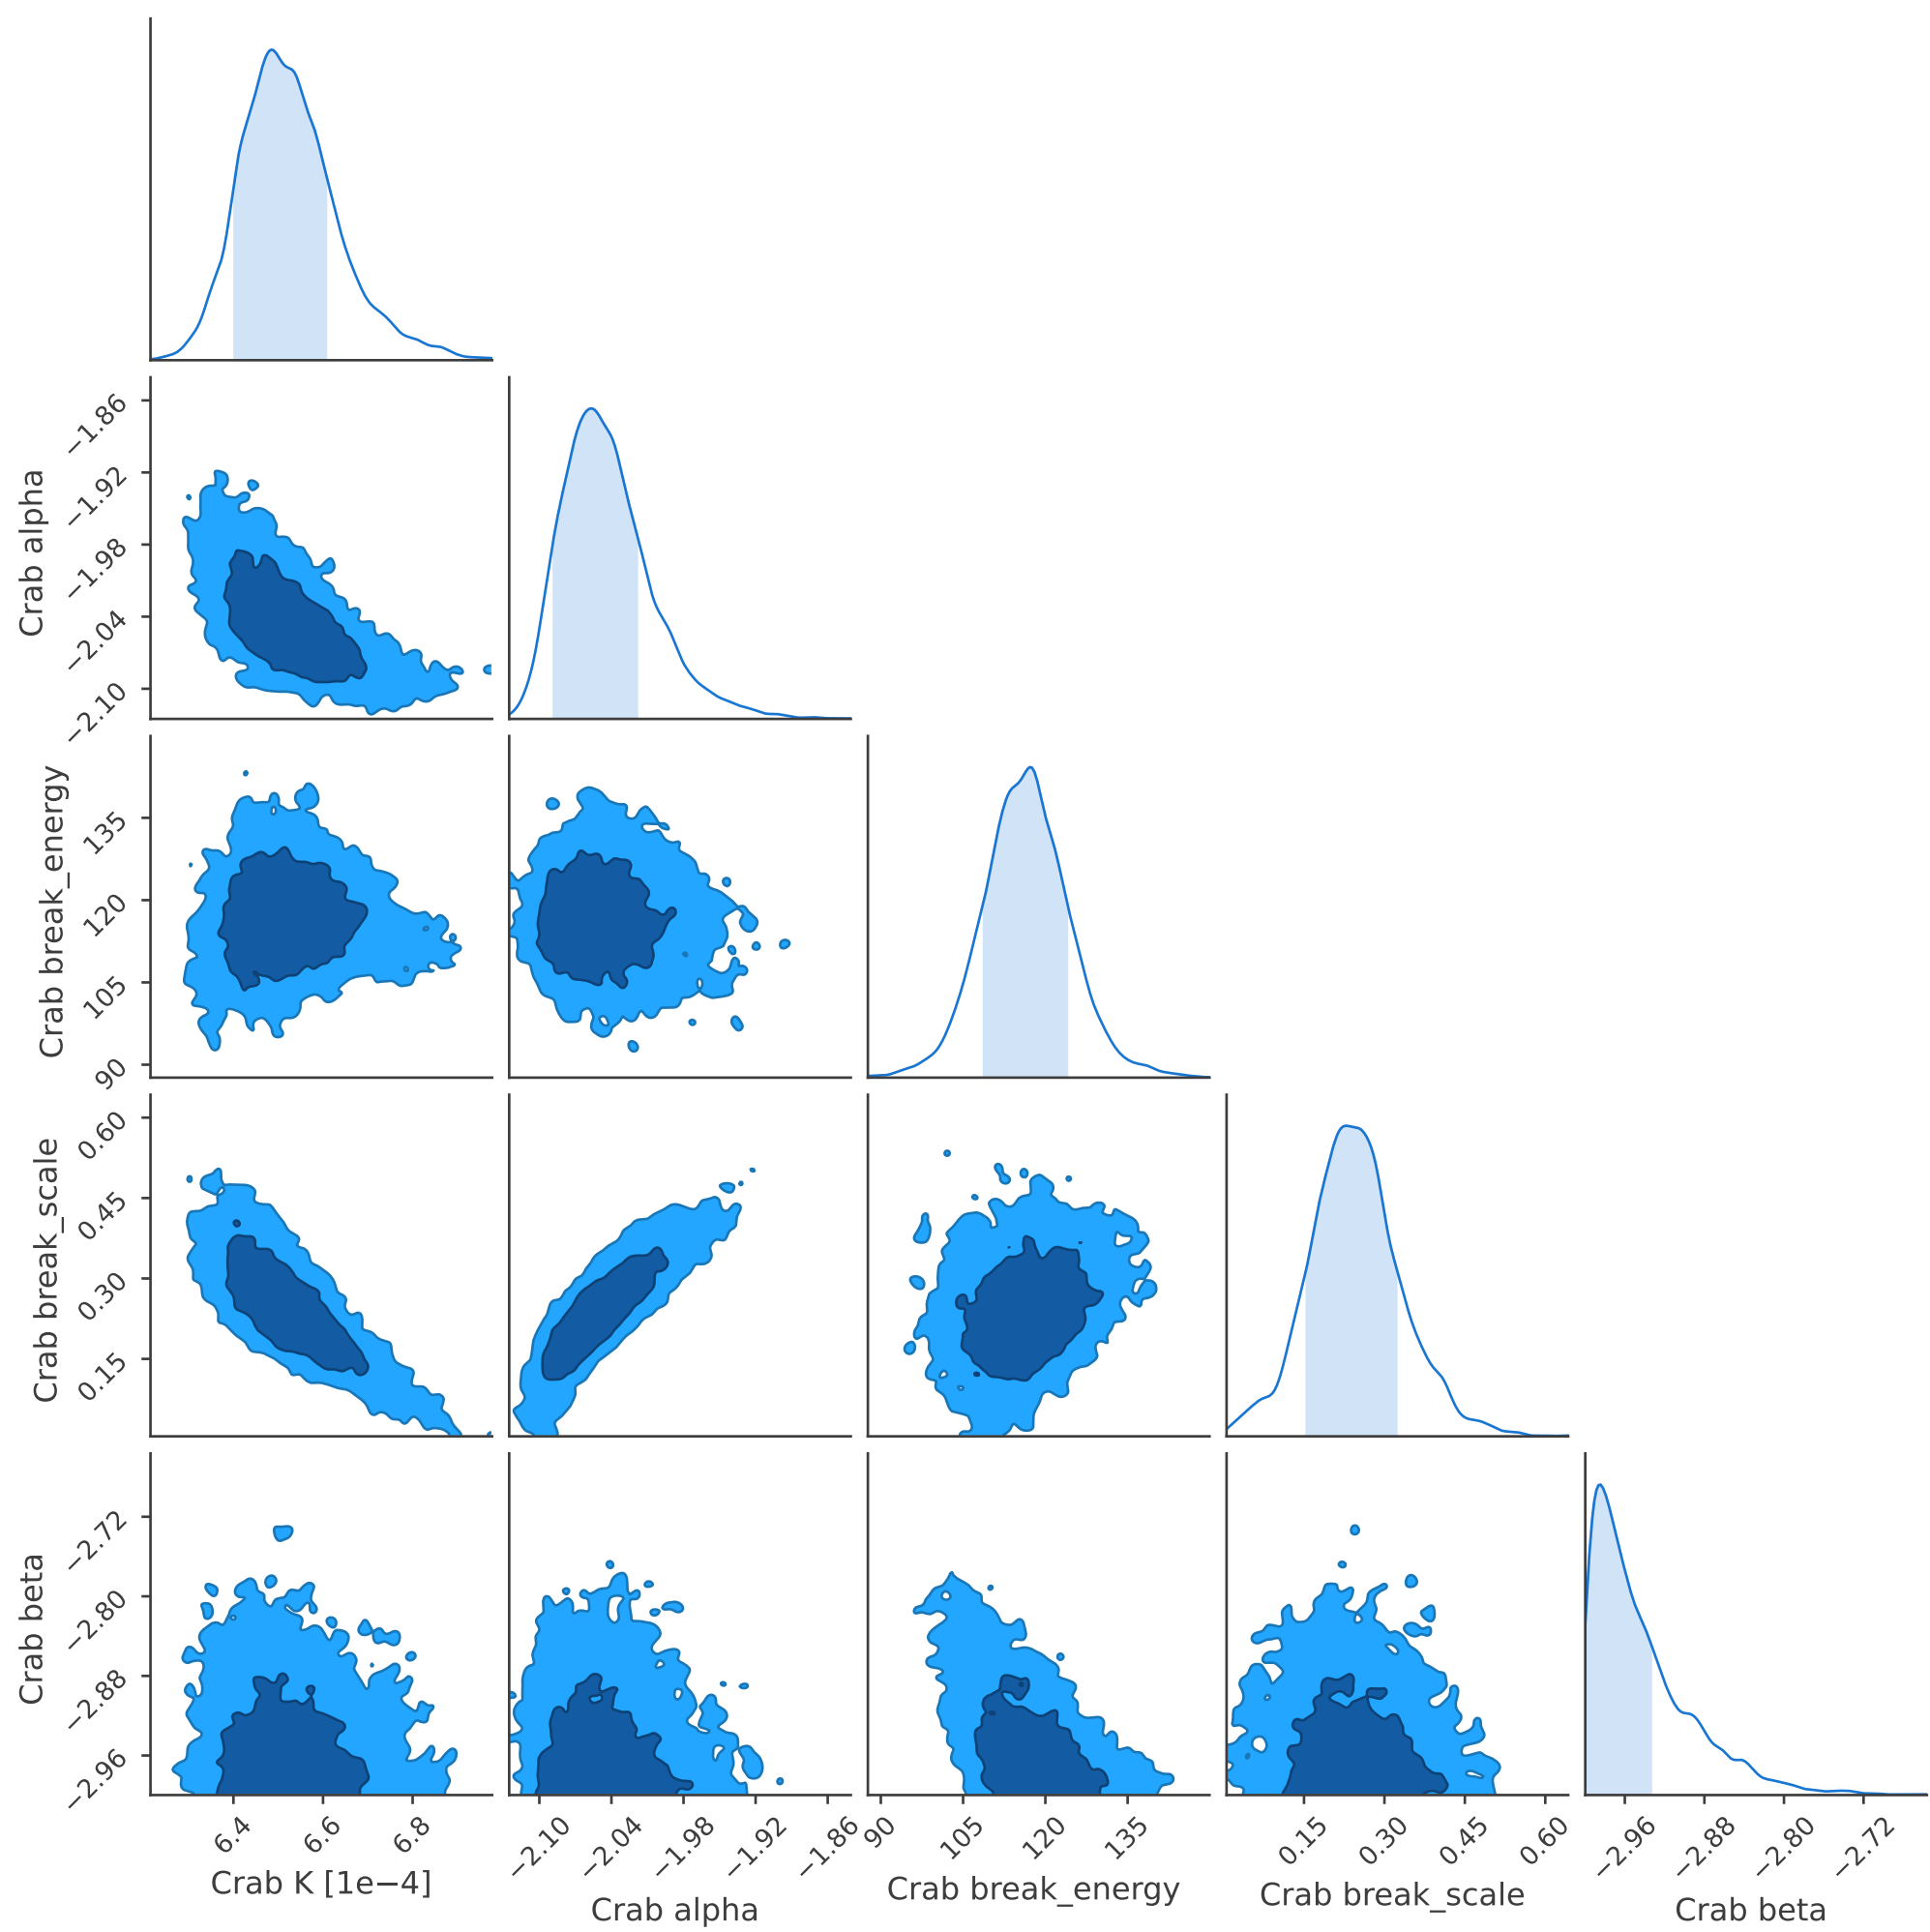 Crab alpha
−1.86
−1.92
−1.98
−2.04
−2.10
Crab break_energy
135
120
105
90
Crab break_scale
0.60
0.45
0.30
0.15
Crab beta
−2.72
−2.80
−2.88
−2.96
6.4 6.6 6.8
−2.10 −2.04 −1.98 −1.92 −1.86
90 105 120 135
0.15 0.30 0.45 0.60
−2.96 −2.88 −2.80 −2.72
Crab K [1e−4]
Crab alpha
Crab break_energy
Crab break_scale
Crab beta